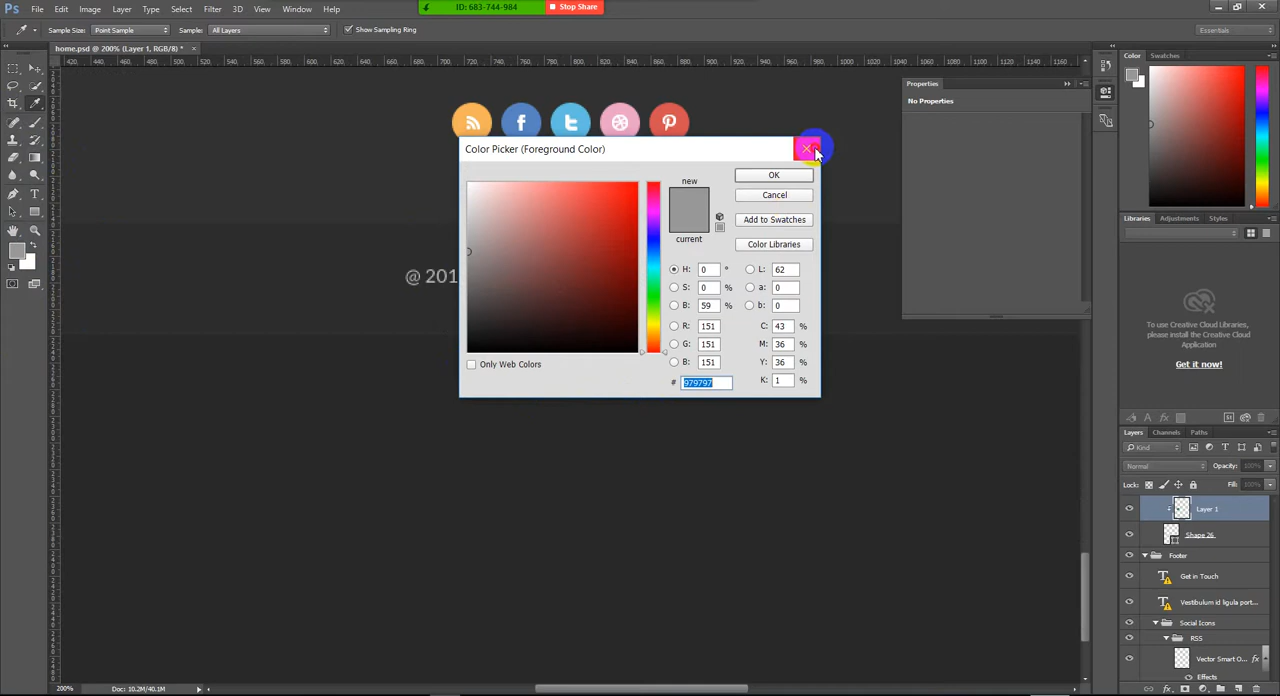 Ps File Edit Image Layer Type Select Filter 3D View Window Help
ID: 683-744-984 Stop Share
Sample Size: Point Sample Sample: All Layers Show Sampling Ring Essentials
home.psd @ 200% (Layer 1, RGB/8) * ×
Color Swatches
Properties
No Properties
Color Picker (Foreground Color)
new
current
OK
Cancel
Add to Swatches
Color Libraries
H: 0 °
S: 0 %
B: 59 %
R: 151
G: 151
B: 151
# 979797
L: 62
a: 0
b: 0
C: 43 %
M: 36 %
Y: 36 %
K: 1 %
Only Web Colors
@ 201
Libraries Adjustments Styles
To use Creative Cloud Libraries,
please install the Creative Cloud
Application
Get it now!
Layers Channels Paths
Kind
Normal Opacity: 100%
Lock: Fill: 100%
Layer 1
Shape 26
Footer
Get in Touch
Vestibulum id ligula port...
Social Icons
RSS
Vector Smart O... fx
Effects
200% Doc: 10.2M/40.1M